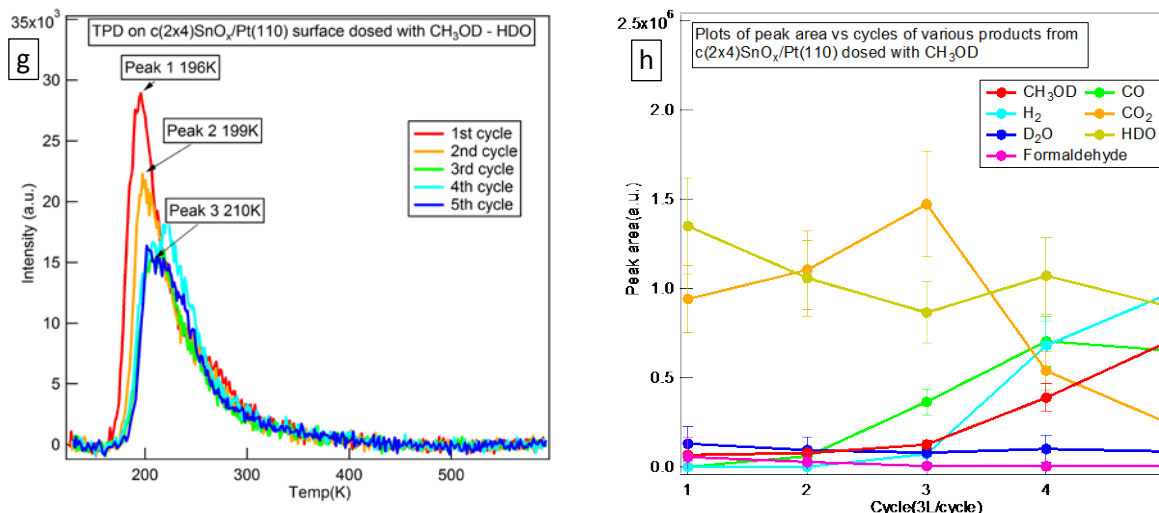 g
TPD on c(2x4)SnOₓ/Pt(110) surface dosed with CH₃OD - HDO
35x10³
30
25
20
15
10
5
0
Intensity (a.u.)
Peak 1 196K
Peak 2 199K
Peak 3 210K
1st cycle
2nd cycle
3rd cycle
4th cycle
5th cycle
200
300
400
500
Temp(K)
h
Plots of peak area vs cycles of various products from
c(2x4)SnOₓ/Pt(110) dosed with CH₃OD
2.5x10⁶
2.0
1.5
1.0
0.5
0.0
Peak area(a.u.)
CH₃OD
CO
H₂
CO₂
D₂O
HDO
Formaldehyde
1
2
3
4
Cycle(3L/cycle)